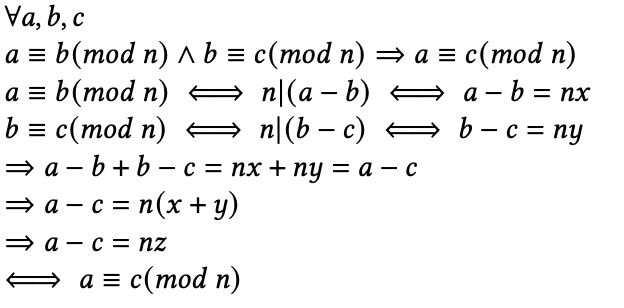 ∀a, b, c
a ≡ b(mod n) ∧ b ≡ c(mod n) ⇒ a ≡ c(mod n)
a ≡ b(mod n) ⟺ n|(a − b) ⟺ a − b = nx
b ≡ c(mod n) ⟺ n|(b − c) ⟺ b − c = ny
⇒ a − b + b − c = nx + ny = a − c
⇒ a − c = n(x + y)
⇒ a − c = nz
⟺ a ≡ c(mod n)